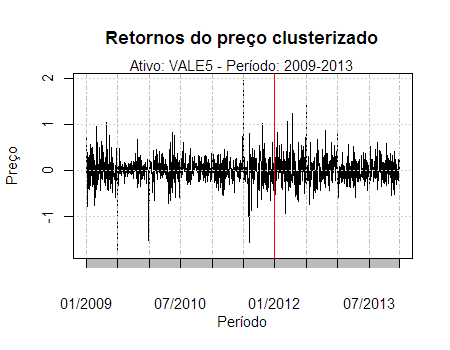 Retornos do preço clusterizado
Ativo: VALE5 - Período: 2009-2013
Preço
2
1
0
-1
01/2009 07/2010 01/2012 07/2013
Período